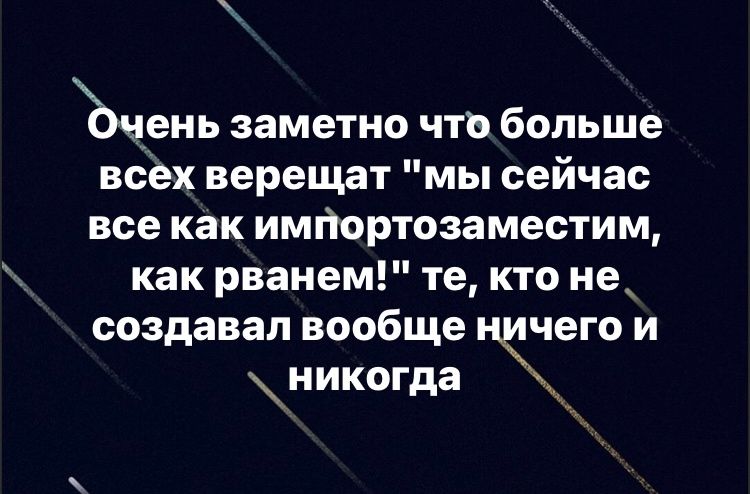 Очень заметно что больше
всех верещат "мы сейчас
все как импортозаместим,
как рванем!" те, кто не
создавал вообще ничего и
никогда